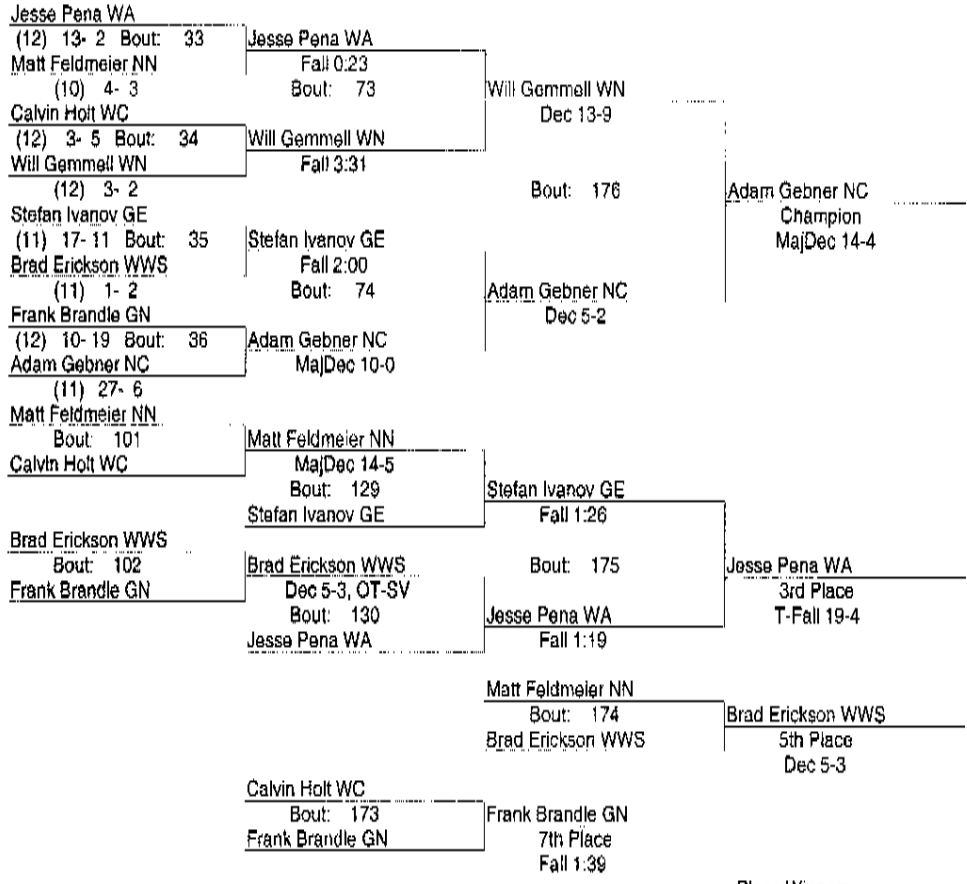 Jesse Pena WA
(12) 13- 2 Bout: 33 Jesse Pena WA
Matt Feldmeier NN Fall 0:23
(10) 4- 3 Bout: 73 Will Gemmell WN
Calvin Holt WC Dec 13-9
(12) 3- 5 Bout: 34 Will Gemmell WN
Will Gemmell WN Fall 3:31
(12) 3- 2 Bout: 176 Adam Gebner NC
Stefan Ivanov GE Champion
(11) 17- 11 Bout: 35 Stefan Ivanov GE MajDec 14-4
Brad Erickson WWS Fall 2:00
(11) 1- 2 Bout: 74 Adam Gebner NC
Frank Brandle GN Dec 5-2
(12) 10- 19 Bout: 36 Adam Gebner NC
Adam Gebner NC MajDec 10-0
(11) 27- 6
Matt Feldmeier NN
Bout: 101 Matt Feldmeier NN
Calvin Holt WC MajDec 14-5
Bout: 129 Stefan Ivanov GE
Stefan Ivanov GE Fall 1:26
Brad Erickson WWS
Bout: 102 Brad Erickson WWS Bout: 175 Jesse Pena WA
Frank Brandle GN Dec 5-3, OT-SV 3rd Place
Bout: 130 Jesse Pena WA T-Fall 19-4
Jesse Pena WA Fall 1:19
Matt Feldmeier NN
Bout: 174 Brad Erickson WWS
Brad Erickson WWS 5th Place
Dec 5-3
Calvin Holt WC
Bout: 173 Frank Brandle GN
Frank Brandle GN 7th Place
Fall 1:39